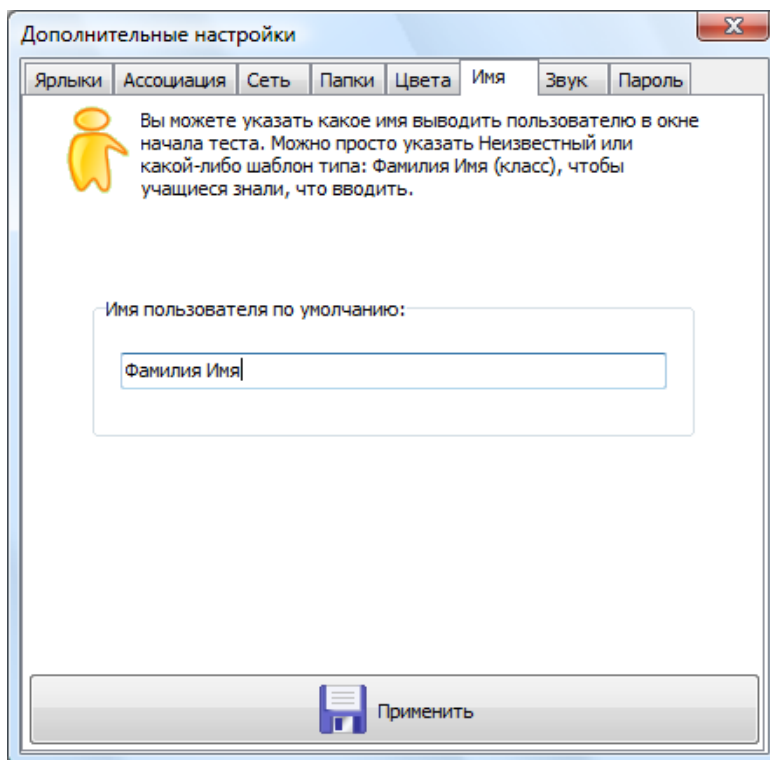 Дополнительные настройки
Ярлыки Ассоциация Сеть Папки Цвета Имя Звук Пароль
Вы можете указать какое имя выводить пользователю в окне
начала теста. Можно просто указать Неизвестный или
какой-либо шаблон типа: Фамилия Имя (класс), чтобы
учащиеся знали, что вводить.
Имя пользователя по умолчанию:
Фамилия Имя
Применить